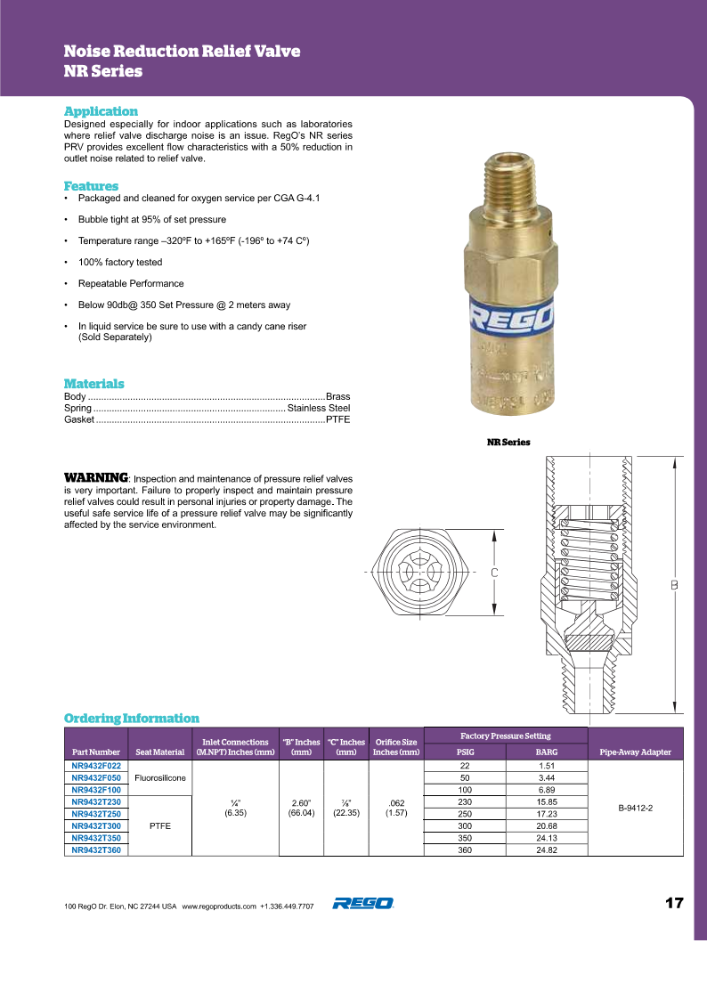 Noise Reduction Relief Valve
NR Series
Application
Designed especially for indoor applications such as laboratories
where relief valve discharge noise is an issue. RegO's NR series
PRV provides excellent flow characteristics with a 50% reduction in
outlet noise related to relief valve.
Features
• Packaged and cleaned for oxygen service per CGA G-4.1
• Bubble tight at 95% of set pressure
• Temperature range –320ºF to +165ºF (-196º to +74 Cº)
• 100% factory tested
• Repeatable Performance
• Below 90db@ 350 Set Pressure @ 2 meters away
• In liquid service be sure to use with a candy cane riser
(Sold Separately)
Materials
Body ..........................................................................................Brass
Spring ......................................................................... Stainless Steel
Gasket .......................................................................................PTFE
WARNING: Inspection and maintenance of pressure relief valves
is very important. Failure to properly inspect and maintain pressure
relief valves could result in personal injuries or property damage. The
useful safe service life of a pressure relief valve may be significantly
affected by the service environment.
REGO
NR Series
C
B
Ordering Information
Part Number Seat Material Inlet Connections (M.NPT) Inches (mm) "B" Inches (mm) "C" Inches (mm) Orifice Size Inches (mm) Factory Pressure Setting PSIG BARG Pipe-Away Adapter
NR9432F022 Fluorosilicone ¼" (6.35) 2.60" (66.04) ⅞" (22.35) .062 (1.57) 22 1.51 B-9412-2
NR9432F050 50 3.44
NR9432F100 100 6.89
NR9432T230 PTFE 230 15.85
NR9432T250 250 17.23
NR9432T300 300 20.68
NR9432T350 350 24.13
NR9432T360 360 24.82
100 RegO Dr. Elon, NC 27244 USA www.regoproducts.com +1.336.449.7707
REGO
17